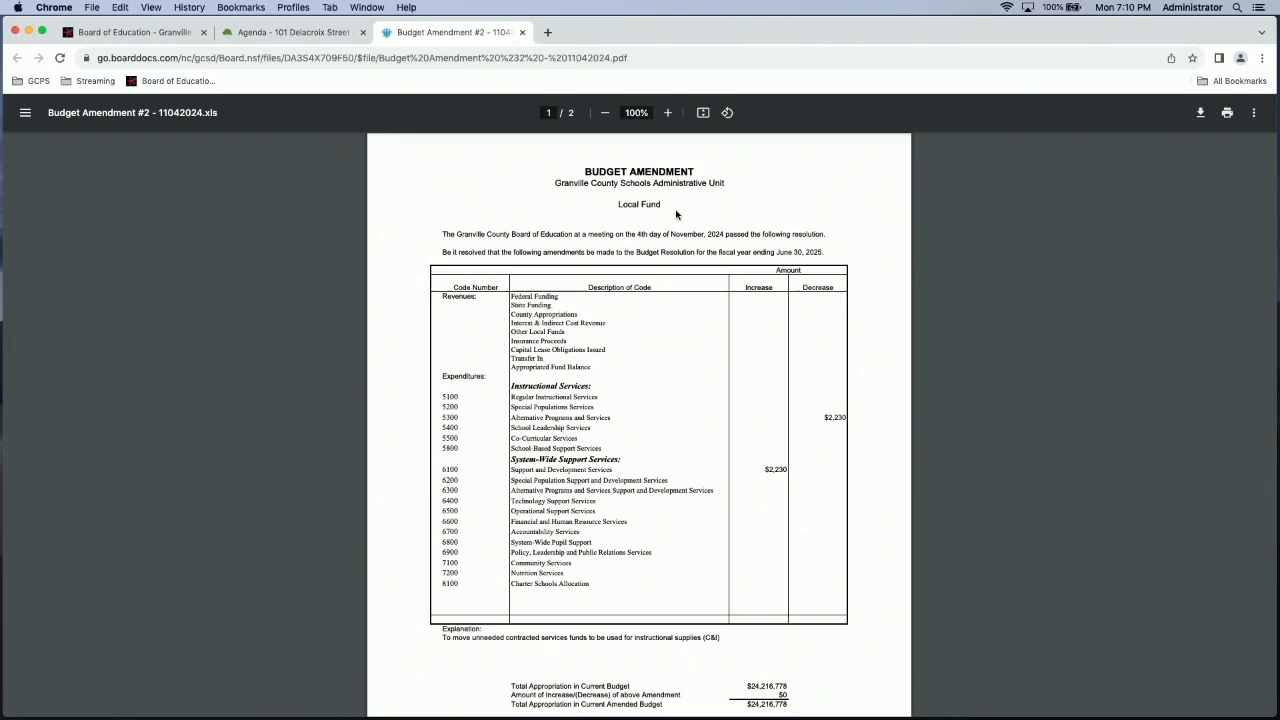 Chrome File Edit View History Bookmarks Profiles Tab Window Help 100% Mon 7:10 PM Administrator
Board of Education - Granville × Agenda - 101 Delacroix Street × Budget Amendment #2 - 1104 × +
go.boarddocs.com/nc/gcsd/Board.nsf/files/DA3S4X709F50/$file/Budget%20Amendment%20%232%20-%2011042024.pdf
GCPS Streaming Board of Educatio... All Bookmarks
Budget Amendment #2 - 11042024.xls 1 / 2 − 100% +
BUDGET AMENDMENT
Granville County Schools Administrative Unit
Local Fund
The Granville County Board of Education at a meeting on the 4th day of November, 2024 passed the following resolution.
Be it resolved that the following amendments be made to the Budget Resolution for the fiscal year ending June 30, 2025.
Amount
Code Number Description of Code Increase Decrease
Revenues: Federal Funding
State Funding
County Appropriations
Interest & Indirect Cost Revenue
Other Local Funds
Insurance Proceeds
Capital Lease Obligations Issued
Transfer In
Appropriated Fund Balance
Expenditures:
Instructional Services:
5100 Regular Instructional Services
5200 Special Populations Services
5300 Alternative Programs and Services $2,230
5400 School Leadership Services
5500 Co-Curricular Services
5800 School-Based Support Services
System-Wide Support Services:
6100 Support and Development Services $2,230
6200 Special Population Support and Development Services
6300 Alternative Programs and Services Support and Development Services
6400 Technology Support Services
6500 Operational Support Services
6600 Financial and Human Resource Services
6700 Accountability Services
6800 System-Wide Pupil Support
6900 Policy, Leadership and Public Relations Services
7100 Community Services
7200 Nutrition Services
8100 Charter Schools Allocation
Explanation:
To move unneeded contracted services funds to be used for instructional supplies (C&I)
Total Appropriation in Current Budget $24,216,778
Amount of Increase/(Decrease) of above Amendment $0
Total Appropriation in Current Amended Budget $24,216,778